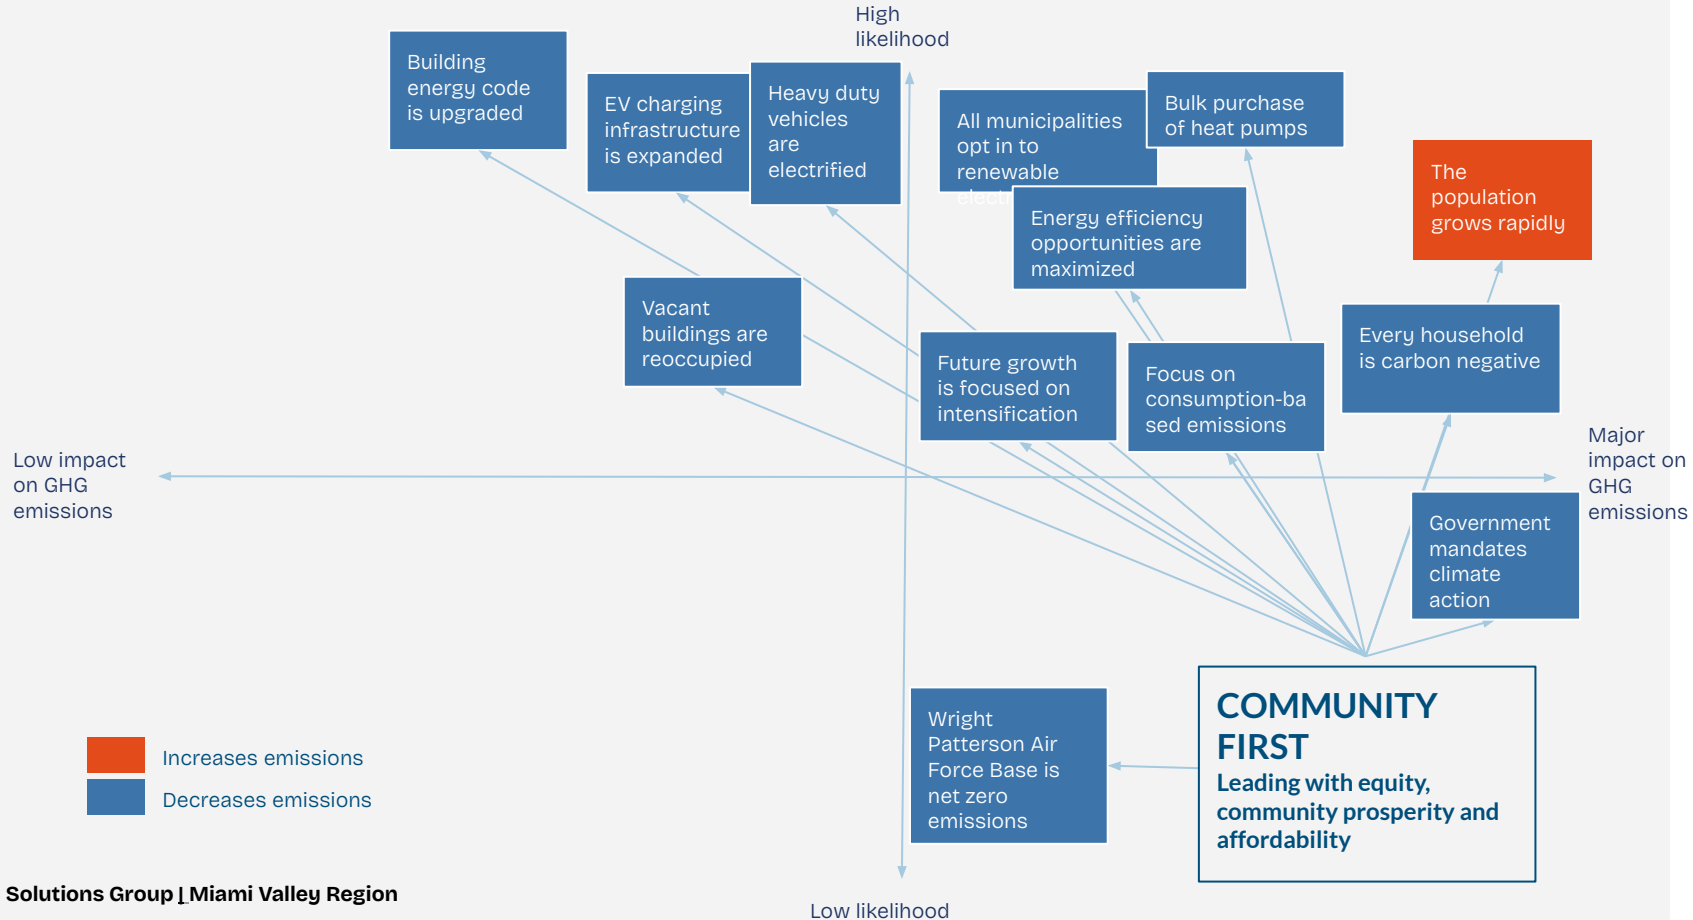 High
likelihood
Building
energy code
is upgraded
EV charging
infrastructure
is expanded
Heavy duty
vehicles
are
electrified
All municipalities
opt in to
renewable
Bulk purchase
of heat pumps
The
population
grows rapidly
Energy efficiency
opportunities are
maximized
Vacant
buildings are
reoccupied
Future growth
is focused on
intensification
Focus on
consumption-ba
sed emissions
Every household
is carbon negative
Low impact
on GHG
emissions
Major
impact on
GHG
emissions
Government
mandates
climate
action
Wright
Patterson Air
Force Base is
net zero
emissions
COMMUNITY
FIRST
Leading with equity,
community prosperity and
affordability
Increases emissions
Decreases emissions
Solutions Group | Miami Valley Region
Low likelihood